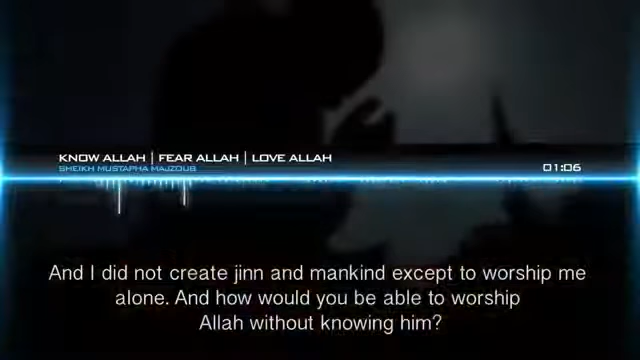 KNOW ALLAH | FEAR ALLAH | LOVE ALLAH
SHEIKH MUSTAPHA MAJZOUB
01:06
And I did not create jinn and mankind except to worship me
alone. And how would you be able to worship
Allah without knowing him?